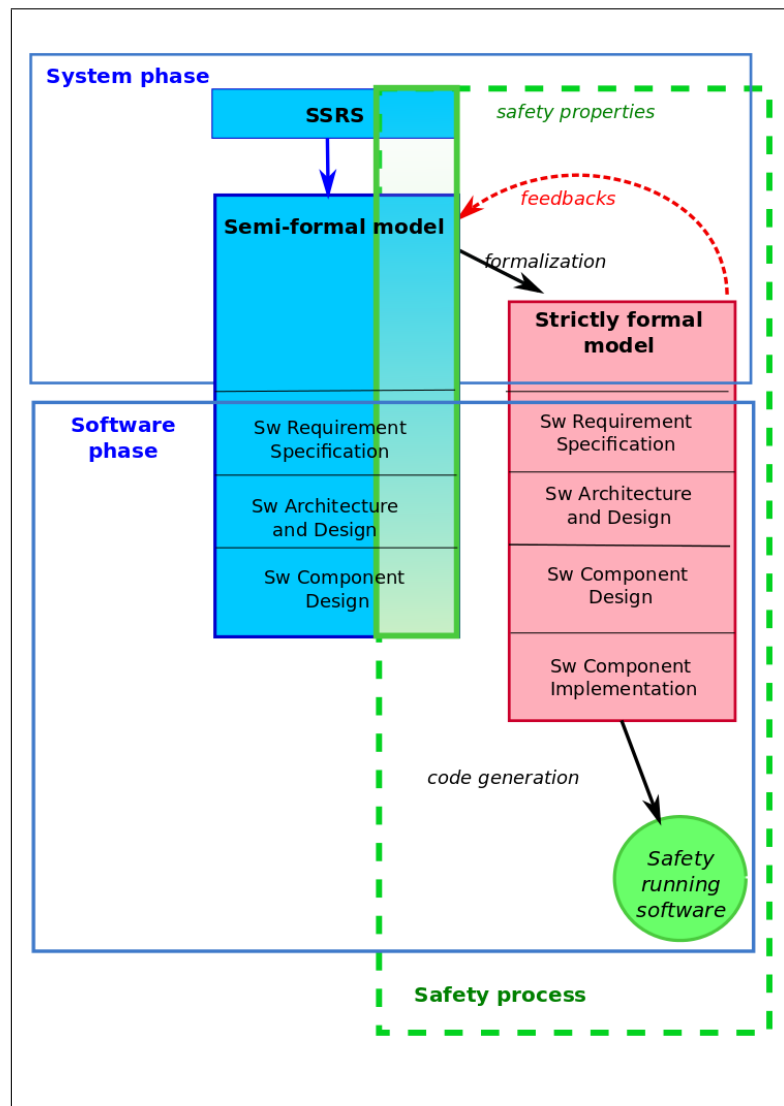 System phase
SSRS
safety properties
feedbacks
Semi-formal model
formalization
Strictly formal
model
Software
phase
Sw Requirement
Specification
Sw Architecture
and Design
Sw Component
Design
Sw Requirement
Specification
Sw Architecture
and Design
Sw Component
Design
Sw Component
Implementation
code generation
Safety
running
software
Safety process